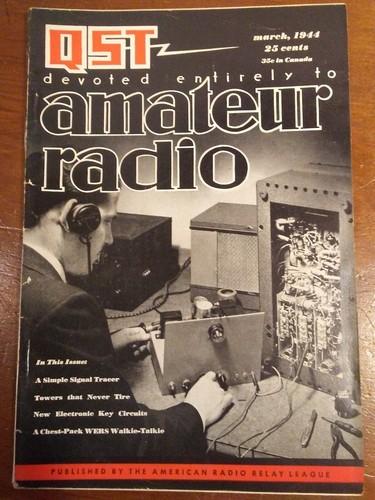 QST
march, 1944
25 cents
35c in Canada
devoted entirely to
amateur
radio
In This Issue:
A Simple Signal Tracer
Towers that Never Tire
New Electronic Key Circuits
A Chest-Pack WERS Walkie-Talkie
PUBLISHED BY THE AMERICAN RADIO RELAY LEAGUE